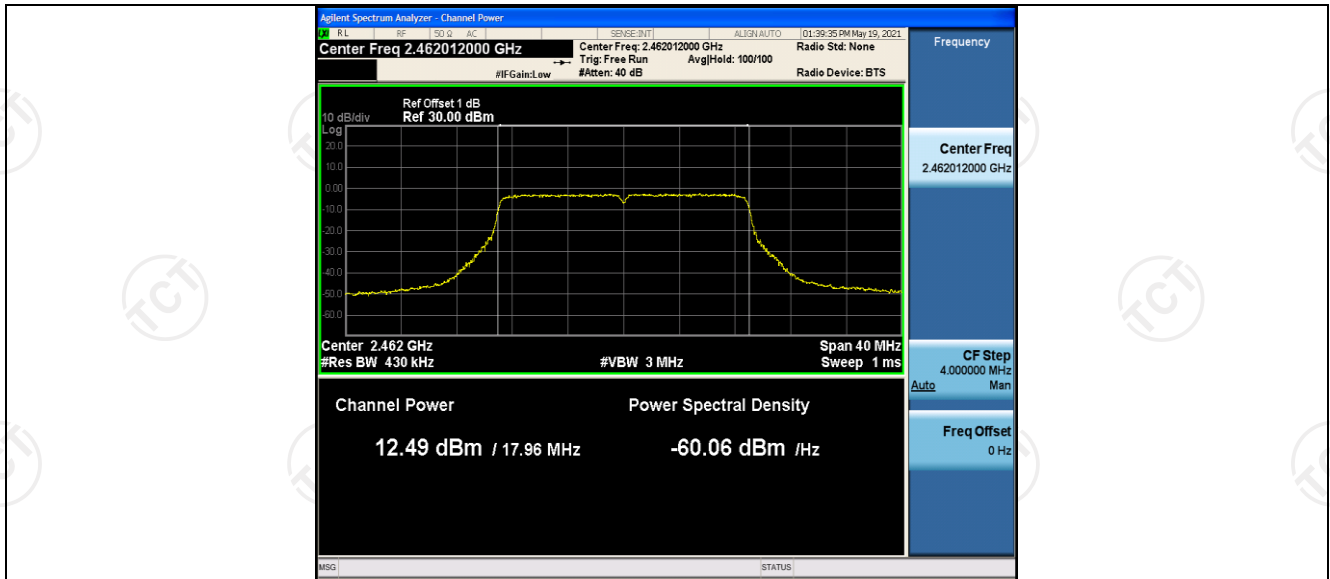 Agilent Spectrum Analyzer - Channel Power
RL RF 50 Ω AC SENSE:INT ALIGN AUTO 01:39:35 PM May 19, 2021
Center Freq 2.462012000 GHz
Center Freq: 2.462012000 GHz
Radio Std: None
Trig: Free Run Avg|Hold: 100/100
#IFGain:Low
#Atten: 40 dB
Radio Device: BTS
Frequency
Ref Offset 1 dB
10 dB/div Ref 30.00 dBm
Log
20.0
10.0
0.00
-10.0
-20.0
-30.0
-40.0
-50.0
-60.0
Center 2.462 GHz Span 40 MHz
#Res BW 430 kHz #VBW 3 MHz Sweep 1 ms
Center Freq
2.462012000 GHz
CF Step
4.000000 MHz
Auto Man
Freq Offset
0 Hz
Channel Power Power Spectral Density
12.49 dBm / 17.96 MHz -60.06 dBm /Hz
MSG STATUS
TCT
TCT